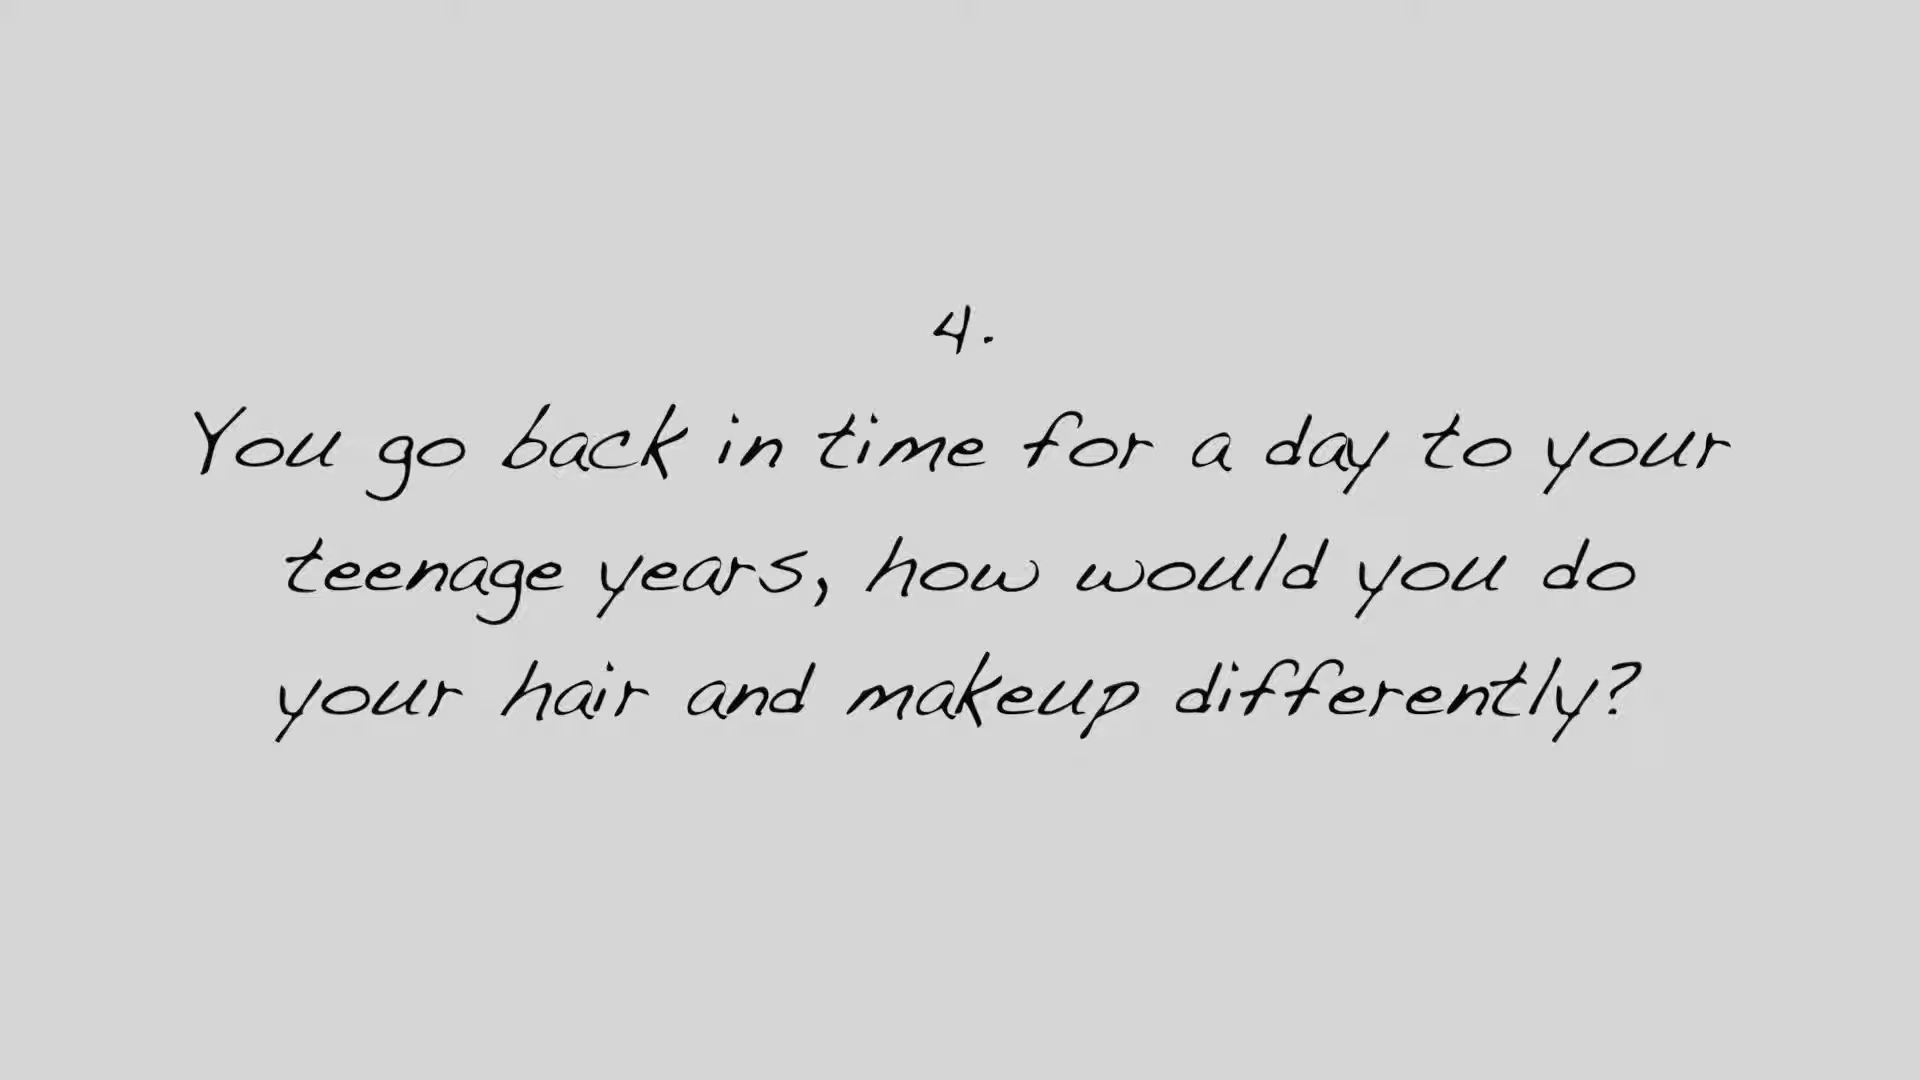 4.
You go back in time for a day to your
teenage years, how would you do
your hair and makeup differently?